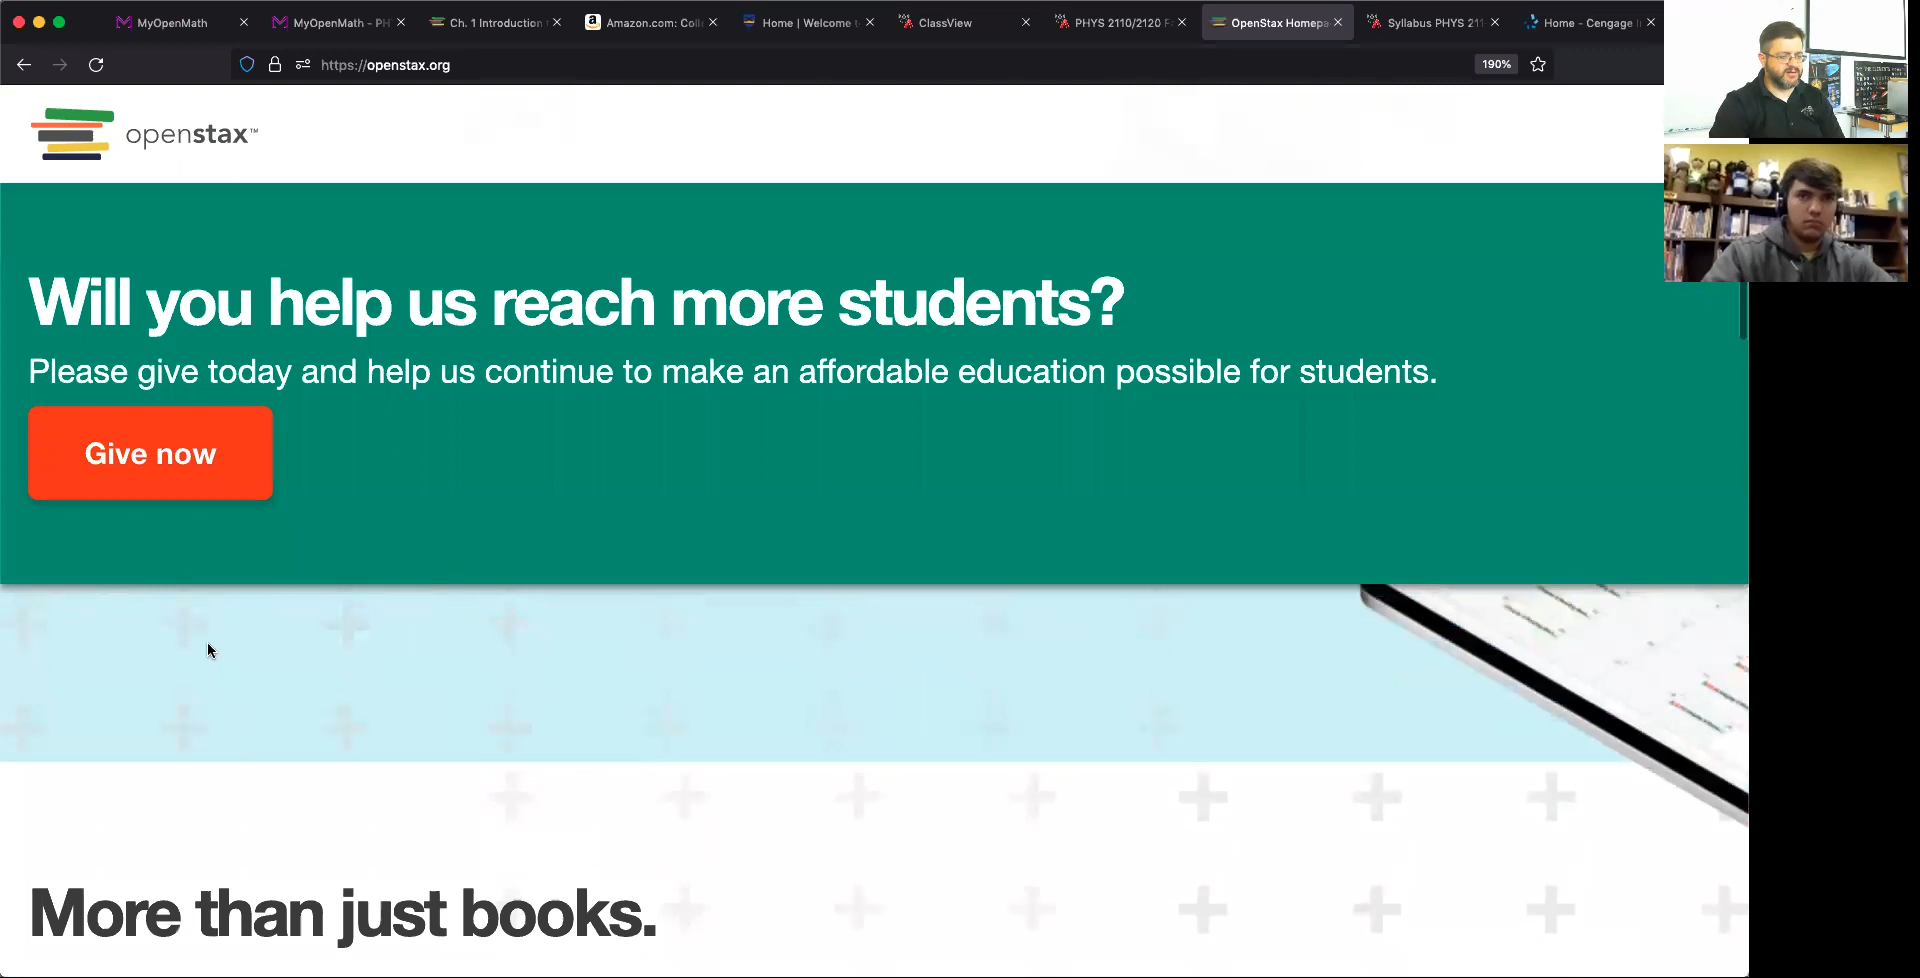 MyOpenMath
MyOpenMath - PH
Ch. 1 Introduction
Amazon.com: Coll
Home | Welcome t
ClassView
PHYS 2110/2120 F
OpenStax Homepa
Syllabus PHYS 211
Home - Cengage I
https://openstax.org
190%
openstax™
Will you help us reach more students?
Please give today and help us continue to make an affordable education possible for students.
Give now
More than just books.